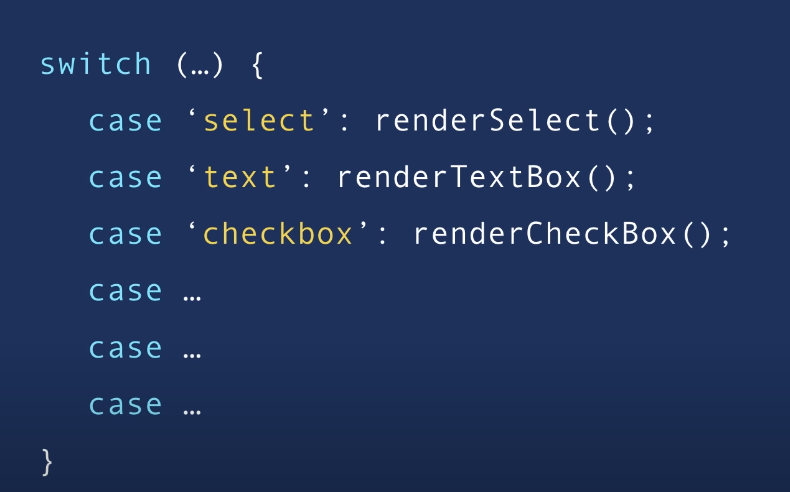 switch (…) {
case ‘select’: renderSelect();
case ‘text’: renderTextBox();
case ‘checkbox’: renderCheckBox();
case …
case …
case …
}